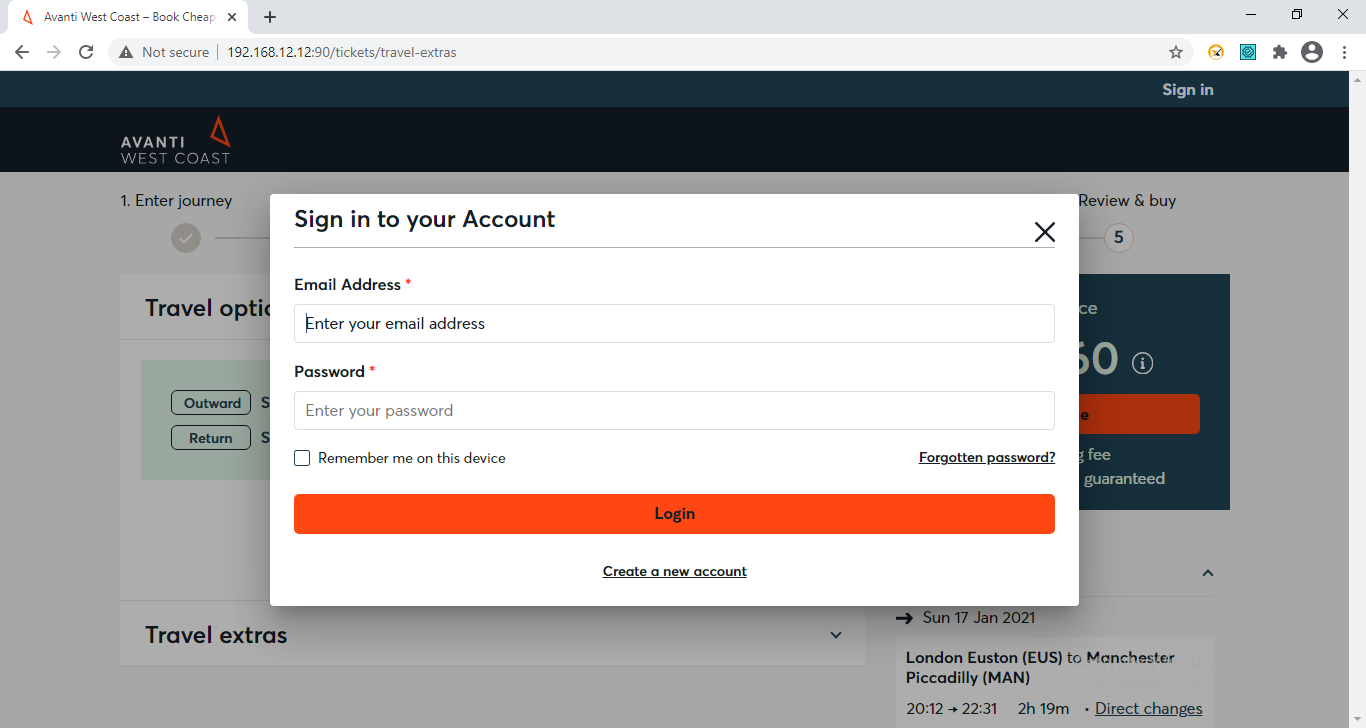 Avanti West Coast – Book Cheap
Not secure
192.168.12.12:90/tickets/travel-extras
Sign in
AVANTI
WEST COAST
1. Enter journey
Review & buy
5
Sign in to your Account
Email Address *
Enter your email address
Password *
Enter your password
Remember me on this device
Forgotten password?
Login
Create a new account
Travel
Outward
Return
60
fee
guaranteed
Travel extras
Sun 17 Jan 2021
London Euston (EUS) to Manchester
Piccadilly (MAN)
20:12 → 22:31 2h 19m • Direct changes